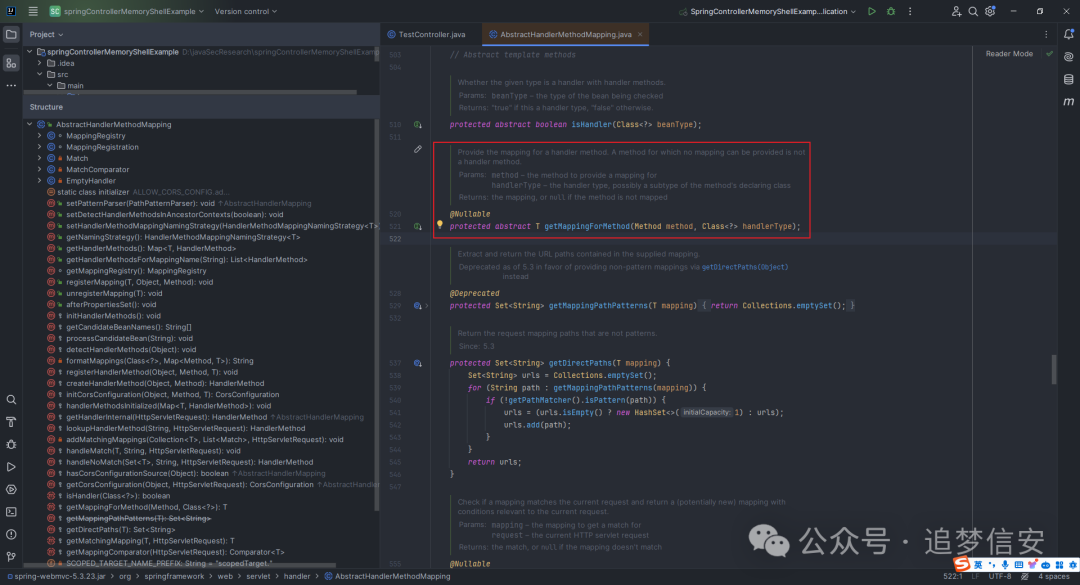 springControllerMemoryShellExample
Version control
SpringControllerMemoryShellExamp...lication
Project
springControllerMemoryShellExample D:\javaSecResearch\springControllerMemoryShellExamp
.idea
src
main
Structure
AbstractHandlerMethodMapping
MappingRegistry
MappingRegistration
Match
MatchComparator
EmptyHandler
static class initializer ALLOW_CORS_CONFIG ad...
setPatternParser(PathPatternParser): void ↑AbstractHandlerMapping
setDetectHandlerMethodsInAncestorContexts(boolean): void
setHandlerMethodMappingNamingStrategy(HandlerMethodMappingNamingStrategy<T>
getNamingStrategy(): HandlerMethodMappingNamingStrategy<T>
getHandlerMethods(): Map<T, HandlerMethod>
getHandlerMethodsForMappingName(String): List<HandlerMethod>
getMappingRegistry(): MappingRegistry
registerMapping(T, Object, Method): void
unregisterMapping(T): void
afterPropertiesSet(): void
initHandlerMethods(): void
getCandidateBeanNames(): String[]
processCandidateBean(String): void
detectHandlerMethods(Object): void
formatMappings(Class<?>, Map<Method, T>): String
registerHandlerMethod(Object, Method, T): void
createHandlerMethod(Object, Method): HandlerMethod
initCorsConfiguration(Object, Method, T): CorsConfiguration
handlerMethodsInitialized(Map<T, HandlerMethod>): void
getHandlerInternal(HttpServletRequest): HandlerMethod ↑AbstractHandlerMapping
lookupHandlerMethod(String, HttpServletRequest): HandlerMethod
addMatchingMappings(Collection<T>, List<Match>, HttpServletRequest): void
handleMatch(T, String, HttpServletRequest): void
handleNoMatch(Set<T>, String, HttpServletRequest): HandlerMethod
hasCorsConfigurationSource(Object): boolean ↑AbstractHandlerMapping
getCorsConfiguration(Object, HttpServletRequest): CorsConfiguration ↑AbstractHandler
isHandler(Class<?>): boolean
getMappingForMethod(Method, Class<?>): T
getMappingPathPatterns(T): Set<String>
getDirectPaths(T): Set<String>
getMatchingMapping(T, HttpServletRequest): T
getMappingComparator(HttpServletRequest): Comparator<T>
SCOPED_TARGET_NAME_PREFIX: String = "scopedTarget."
TestController.java
AbstractHandlerMethodMapping.java
Reader Mode
503 // Abstract template methods
504
Whether the given type is a handler with handler methods.
Params: beanType – the type of the bean being checked
Returns: "true" if this a handler type, "false" otherwise.
510 protected abstract boolean isHandler(Class<?> beanType);
511
Provide the mapping for a handler method. A method for which no mapping can be provided is not
a handler method.
Params: method – the method to provide a mapping for
handlerType – the handler type, possibly a subtype of the method's declaring class
Returns: the mapping, or null if the method is not mapped
520 @Nullable
521 protected abstract T getMappingForMethod(Method method, Class<?> handlerType);
522
Extract and return the URL paths contained in the supplied mapping.
Deprecated as of 5.3 in favor of providing non-pattern mappings via getDirectPaths(Object)
instead
528 @Deprecated
529 protected Set<String> getMappingPathPatterns(T mapping) { return Collections.emptySet(); }
532
Return the request mapping paths that are not patterns.
Since: 5.3
537 protected Set<String> getDirectPaths(T mapping) {
538 Set<String> urls = Collections.emptySet();
539 for (String path : getMappingPathPatterns(mapping)) {
540 if (!getPathMatcher().isPattern(path)) {
541 urls = (urls.isEmpty() ? new HashSet<>( initialCapacity: 1) : urls);
542 urls.add(path);
543 }
544 }
545 return urls;
546 }
547
Check if a mapping matches the current request and return a (potentially new) mapping with
conditions relevant to the current request.
Params: mapping – the mapping to get a match for
request – the current HTTP servlet request
Returns: the match, or null if the mapping doesn't match
555 @Nullable
公众号 · 追梦信安
英
spring-webmvc-5.3.23.jar › org › springframework › web › servlet › handler › AbstractHandlerMethodMapping
522:1 LF UTF-8 4 spaces